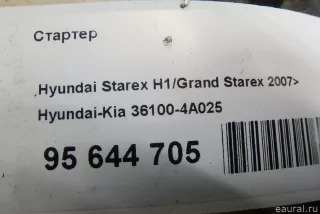 Стартер
Hyundai Starex H1/Grand Starex 2007>
Hyundai-Kia 36100-4A025
95 644 705
eaural.ru